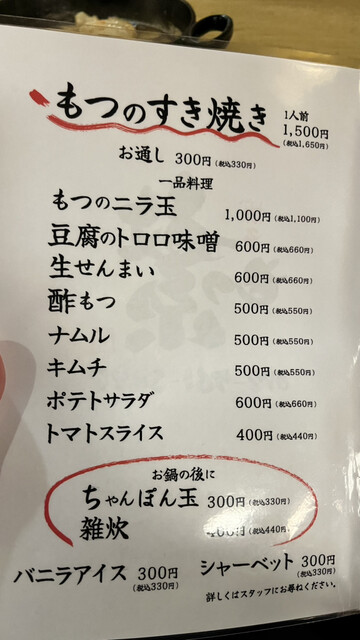 もつのすき焼き 1人前 1,500円 (税込1,650円)
お通し 300円 (税込330円)
一品料理
もつのニラ玉 1,000円 (税込1,100円)
豆腐のトロロ味噌 600円 (税込660円)
生せんまい 600円 (税込660円)
酢もつ 500円 (税込550円)
ナムル 500円 (税込550円)
キムチ 500円 (税込550円)
ポテトサラダ 600円 (税込660円)
トマトスライス 400円 (税込440円)
お鍋の後に
ちゃんぽん玉 300円 (税込330円)
雑炊 400円 (税込440円)
バニラアイス 300円 (税込330円) シャーベット 300円 (税込330円)
詳しくはスタッフにお尋ねください。